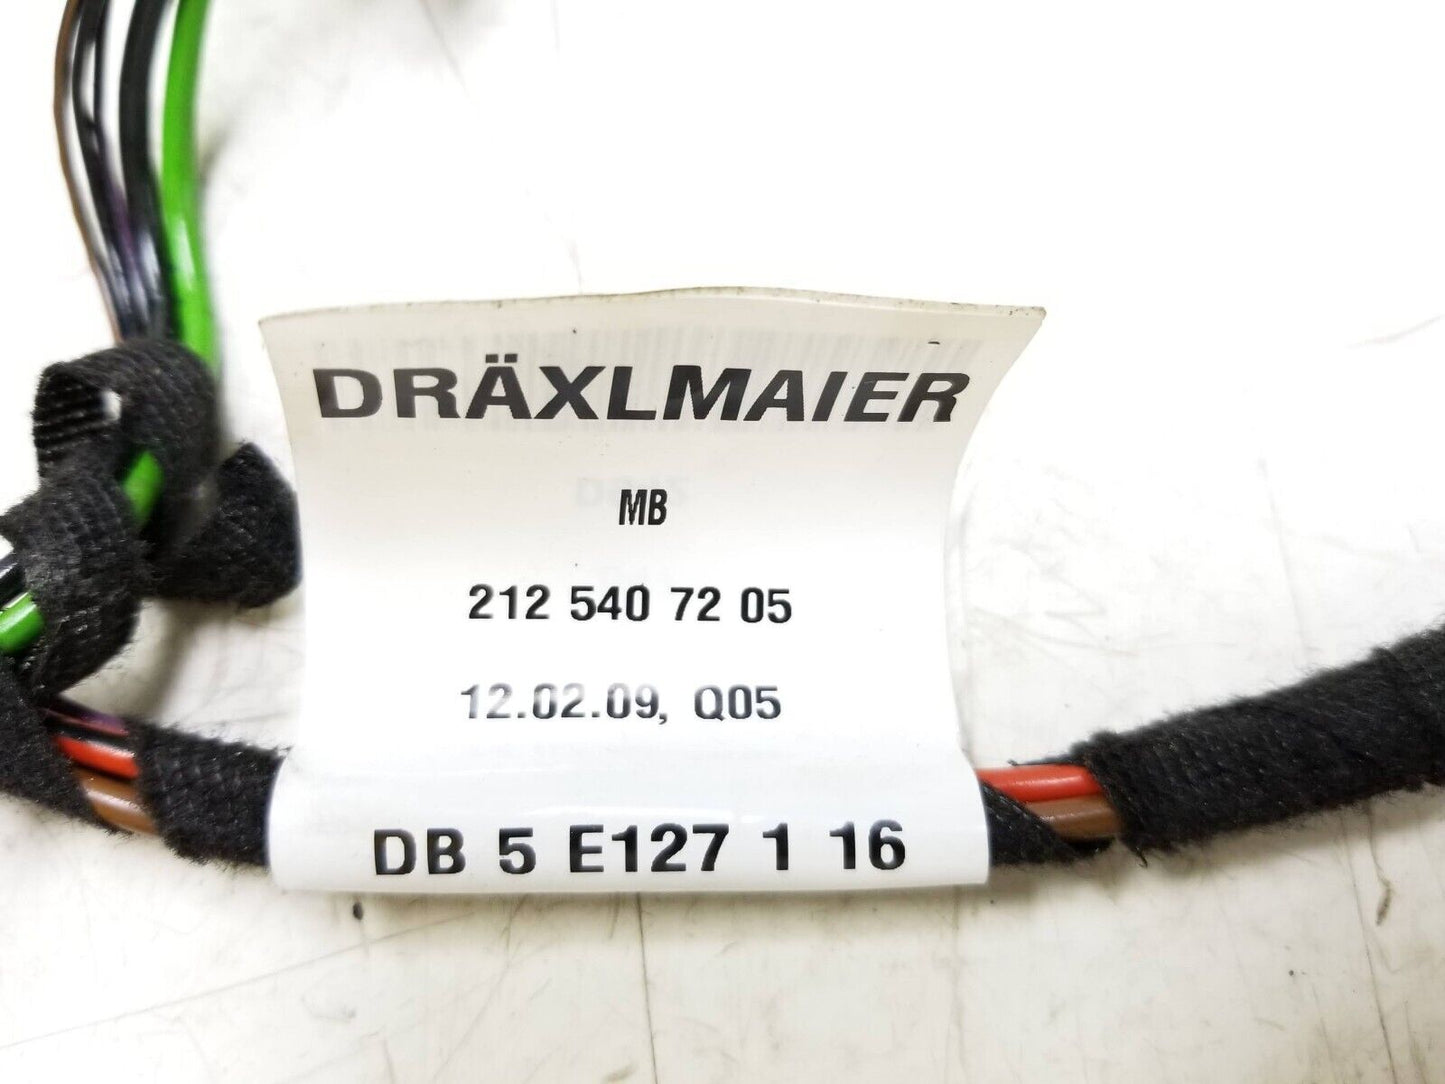 DRÄXLMAIER
MB
212 540 72 05
12.02.09, Q05
DB 5 E127 1 16